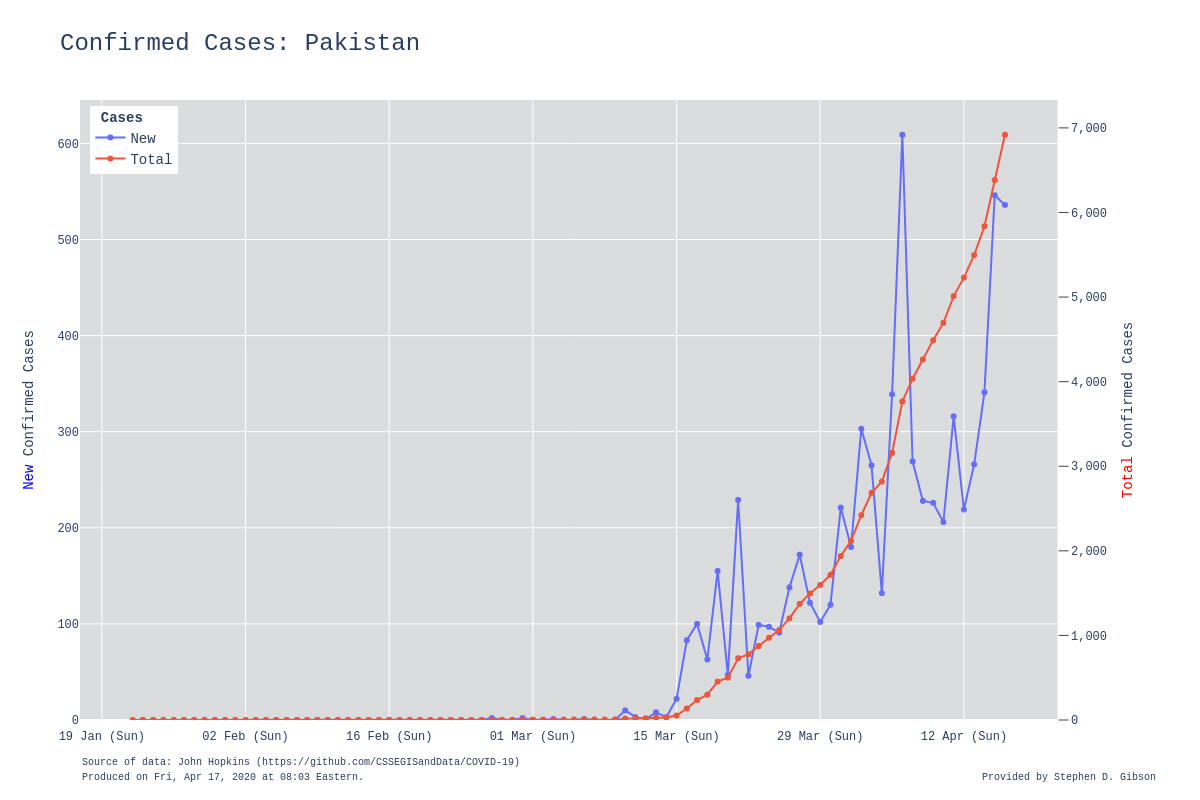 Confirmed Cases: Pakistan
Cases
New
Total
600
500
400
300
200
100
0
7,000
6,000
5,000
4,000
3,000
2,000
1,000
0
New Confirmed Cases
Total Confirmed Cases
19 Jan (Sun) 02 Feb (Sun) 16 Feb (Sun) 01 Mar (Sun) 15 Mar (Sun) 29 Mar (Sun) 12 Apr (Sun)
Source of data: John Hopkins (https://github.com/CSSEGISandData/COVID-19)
Produced on Fri, Apr 17, 2020 at 08:03 Eastern.
Provided by Stephen D. Gibson